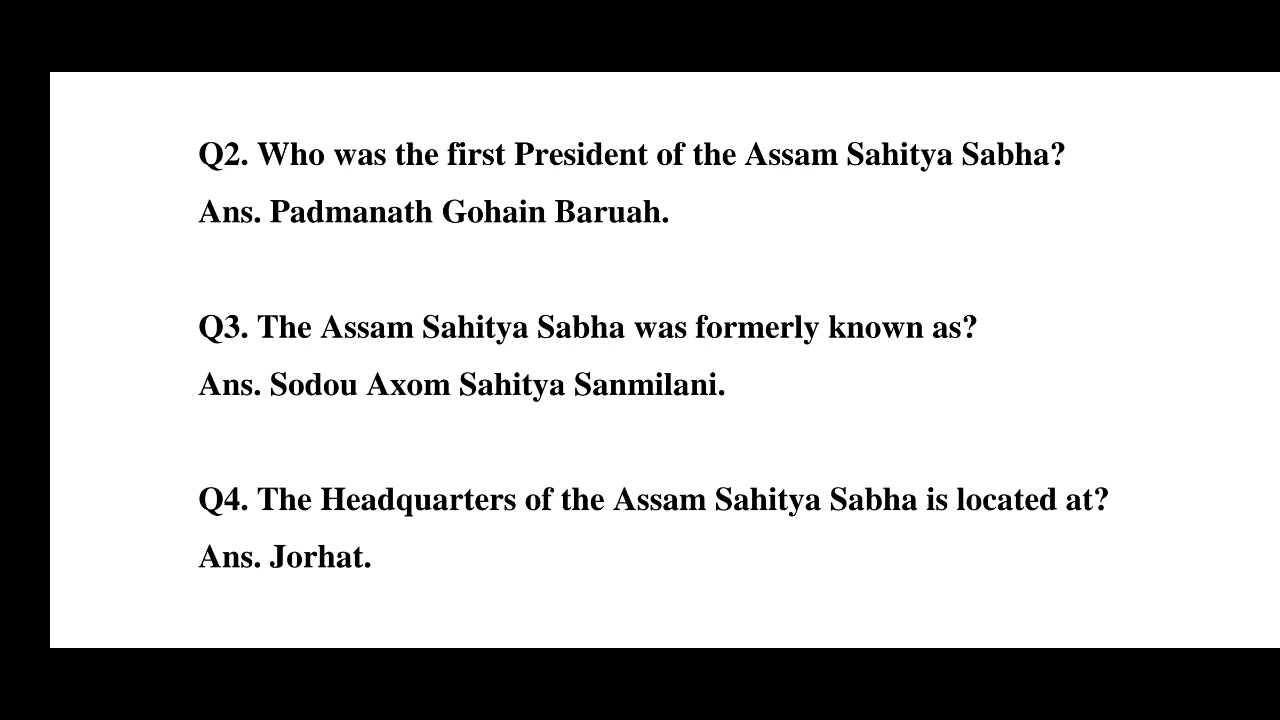 Q2. Who was the first President of the Assam Sahitya Sabha?
Ans. Padmanath Gohain Baruah.
Q3. The Assam Sahitya Sabha was formerly known as?
Ans. Sodou Axom Sahitya Sanmilani.
Q4. The Headquarters of the Assam Sahitya Sabha is located at?
Ans. Jorhat.